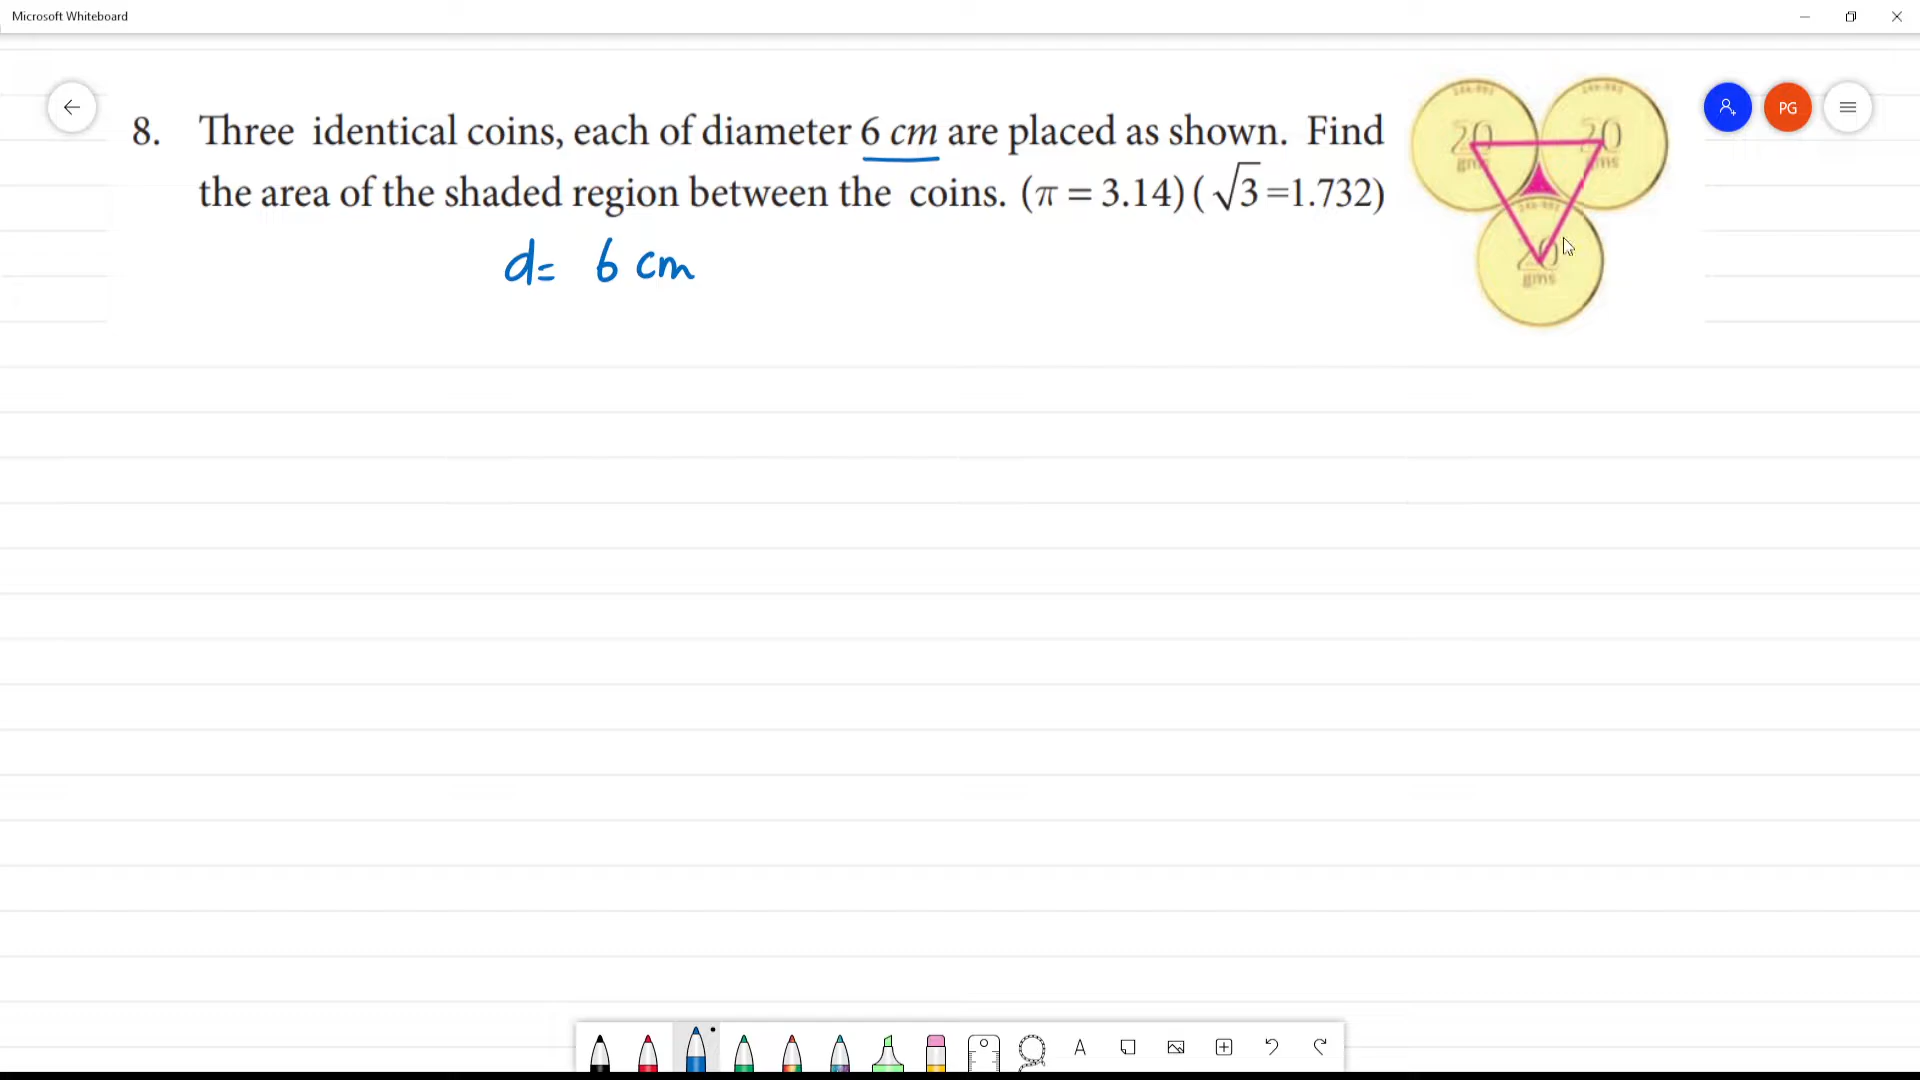 Microsoft Whiteboard
8. Three identical coins, each of diameter 6 cm are placed as shown. Find
the area of the shaded region between the coins. (π = 3.14) (√3 =1.732)
d= 6 cm
20
gms
20
gms
20
gms
PG
A